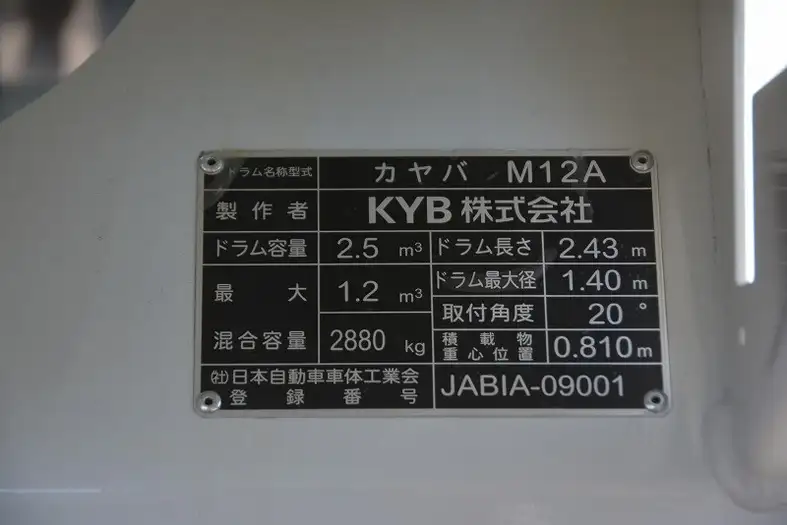 ドラム名称型式 カヤバ M12A
製作者 KYB株式会社
ドラム容量 2.5 m³ ドラム長さ 2.43 m
最大 1.2 m³ ドラム最大径 1.40 m
取付角度 20°
混合容量 2880 kg 積載物重心位置 0.810 m
㈳日本自動車車体工業会
登録番号 JABIA-09001